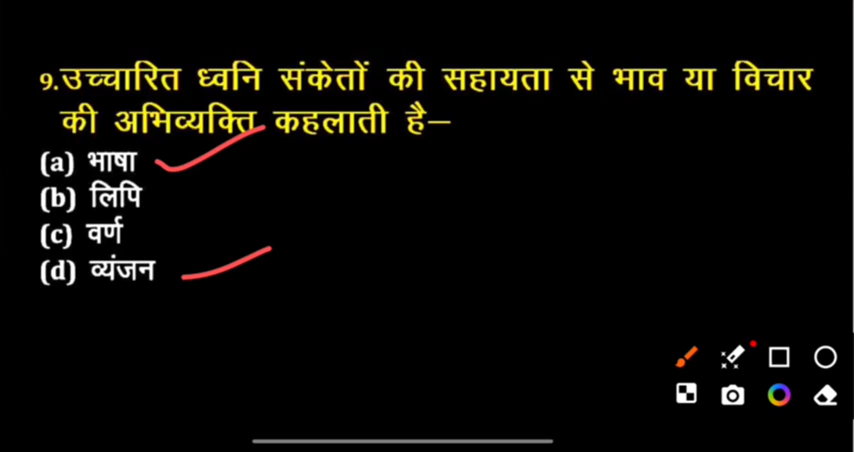 9.उच्चारित ध्वनि संकेतों की सहायता से भाव या विचार
की अभिव्यक्ति कहलाती है–
(a) भाषा
(b) लिपि
(c) वर्ण
(d) व्यंजन